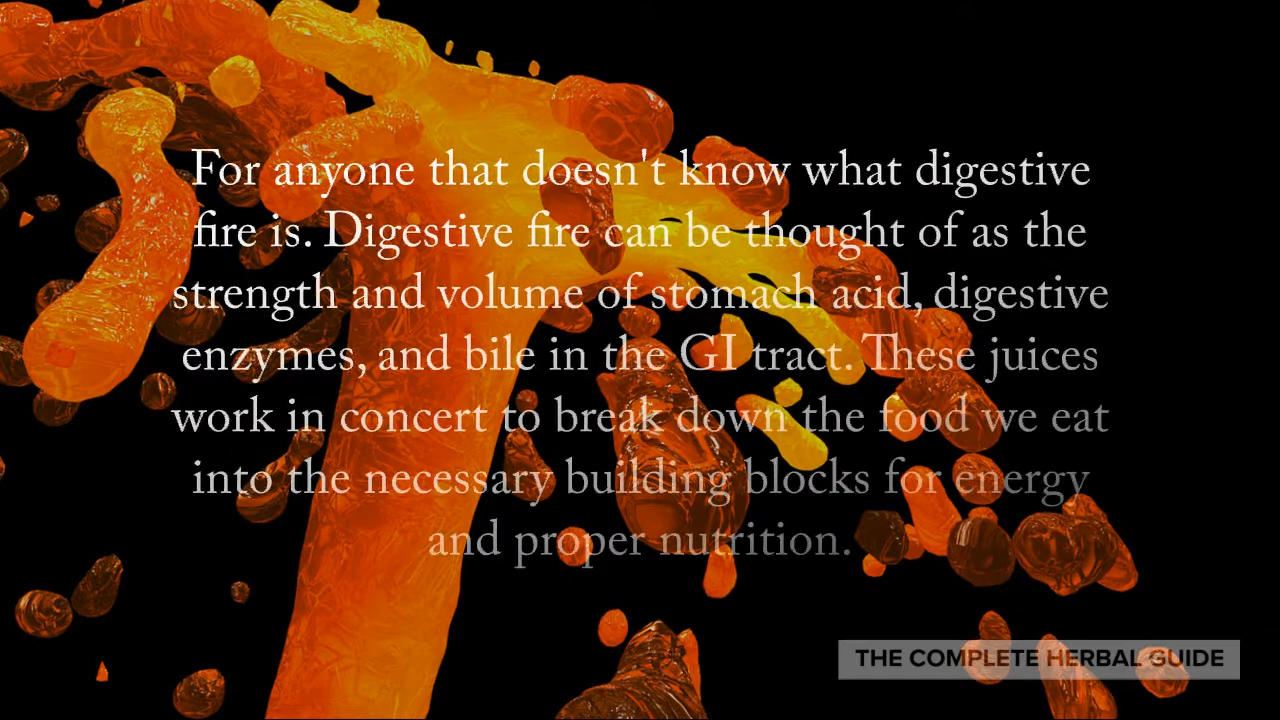 For anyone that doesn't know what digestive
fire is. Digestive fire can be thought of as the
strength and volume of stomach acid, digestive
enzymes, and bile in the GI tract. These juices
work in concert to break down the food we eat
into the necessary building blocks for energy
and proper nutrition.
THE COMPLETE HERBAL GUIDE